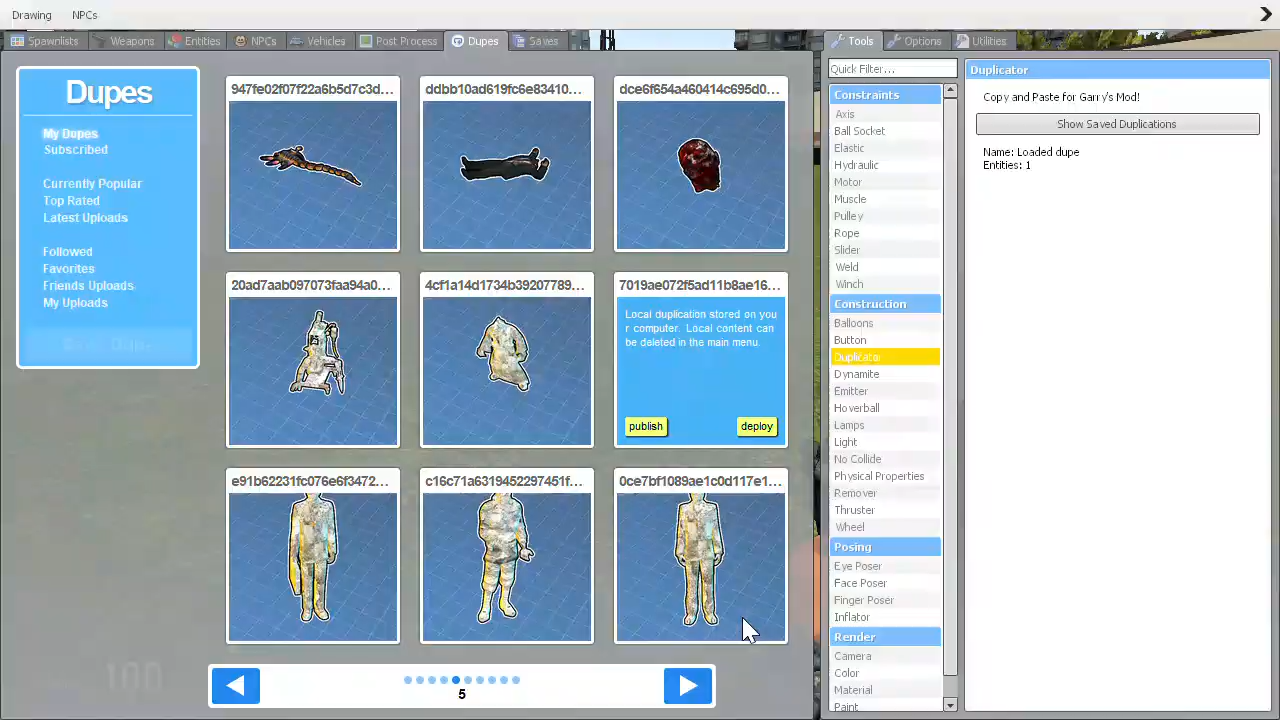 Drawing NPCs
Spawnlists Weapons Entities NPCs Vehicles Post Process Dupes Saves
Tools Options Utilities
Dupes
My Dupes
Subscribed
Currently Popular
Top Rated
Latest Uploads
Followed
Favorites
Friends Uploads
My Uploads
947fe02f07f22a6b5d7c3d...
ddbb10ad619fc6e83410...
dce6f654a460414c695d0...
20ad7aab097073faa94a0...
4cf1a14d1734b39207789...
7019ae072f5ad11b8ae16...
Local duplication stored on you
r computer. Local content can
be deleted in the main menu.
publish deploy
e91b62231fc076e6f3472...
c16c71a6319452297451f...
0ce7bf1089ae1c0d117e1...
5
Quick Filter...
Constraints
Axis
Ball Socket
Elastic
Hydraulic
Motor
Muscle
Pulley
Rope
Slider
Weld
Winch
Construction
Balloons
Button
Duplicator
Dynamite
Emitter
Hoverball
Lamps
Light
No Collide
Physical Properties
Remover
Thruster
Wheel
Posing
Eye Poser
Face Poser
Finger Poser
Inflator
Render
Camera
Color
Material
Paint
Duplicator
Copy and Paste for Garry's Mod!
Show Saved Duplications
Name: Loaded dupe
Entities: 1